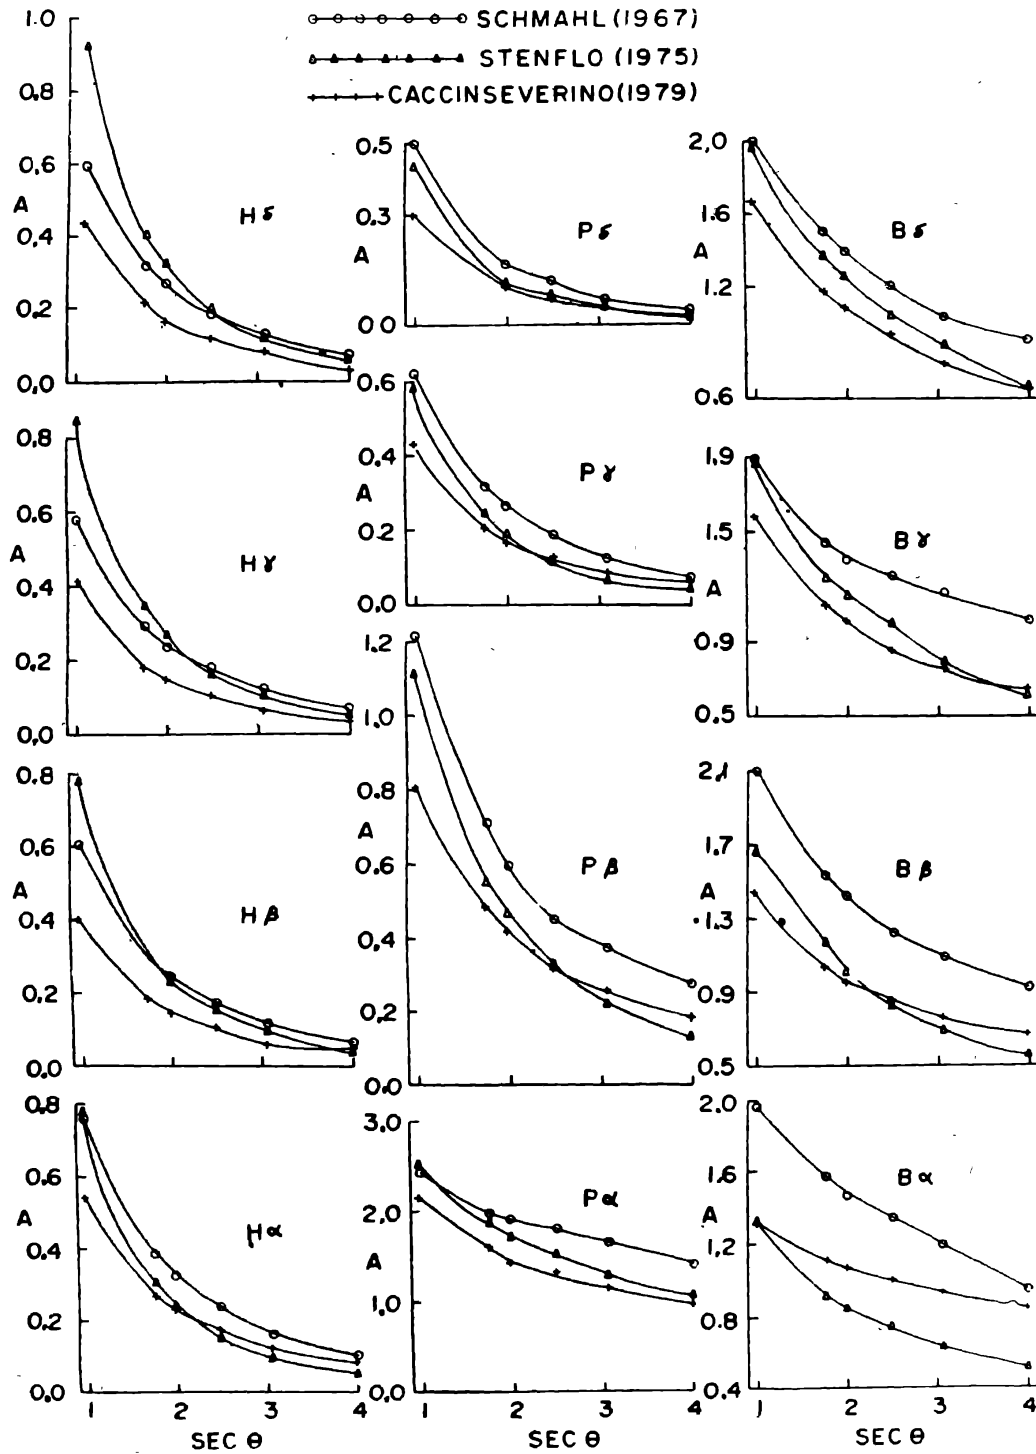 SCHMAHL (1967)
STENFLO (1975)
CACCINSEVERINO (1979)
1.0
0.8
0.6
A
0.4
0.2
0.0
Hδ
0.5
0.3
A
0.0
Pδ
2.0
1.6
A
1.2
0.6
Bδ
0.8
0.6
A
0.4
0.2
0.0
Hγ
0.6
0.4
A
0.2
0.0
Pγ
1.9
1.5
A
0.9
0.5
Bγ
0.8
0.6
A
0.4
0.2
0.0
Hβ
1.2
1.0
0.8
A
0.6
0.4
0.2
0.0
Pβ
2.1
1.7
A
1.3
0.9
0.5
Bβ
0.8
0.6
A
0.4
0.2
0.0
Hα
1 2 3 4
SEC θ
3.0
2.0
A
1.0
0.0
Pα
1 2 3 4
SEC θ
2.0
1.6
A
1.2
0.8
0.4
Bα
1 2 3 4
SEC θ